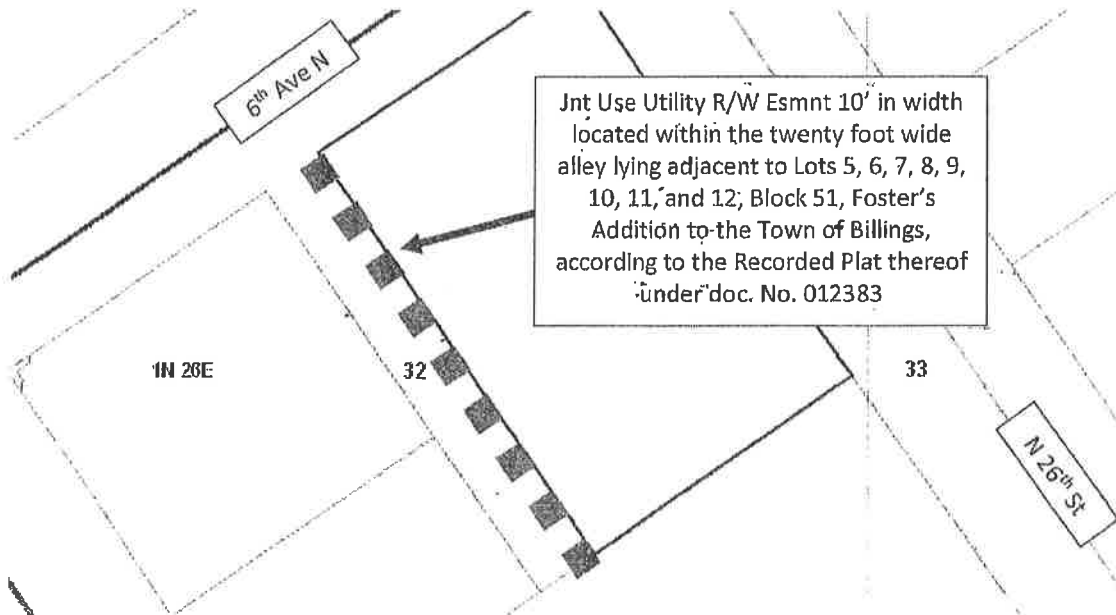 6th Ave N
Jnt Use Utility R/W Esmnt 10' in width
located within the twenty foot wide
alley lying adjacent to Lots 5, 6, 7, 8, 9,
10, 11, and 12, Block 51, Foster's
Addition to the Town of Billings,
according to the Recorded Plat thereof
under doc. No. 012383
1N 26E
32
33
N 26th St